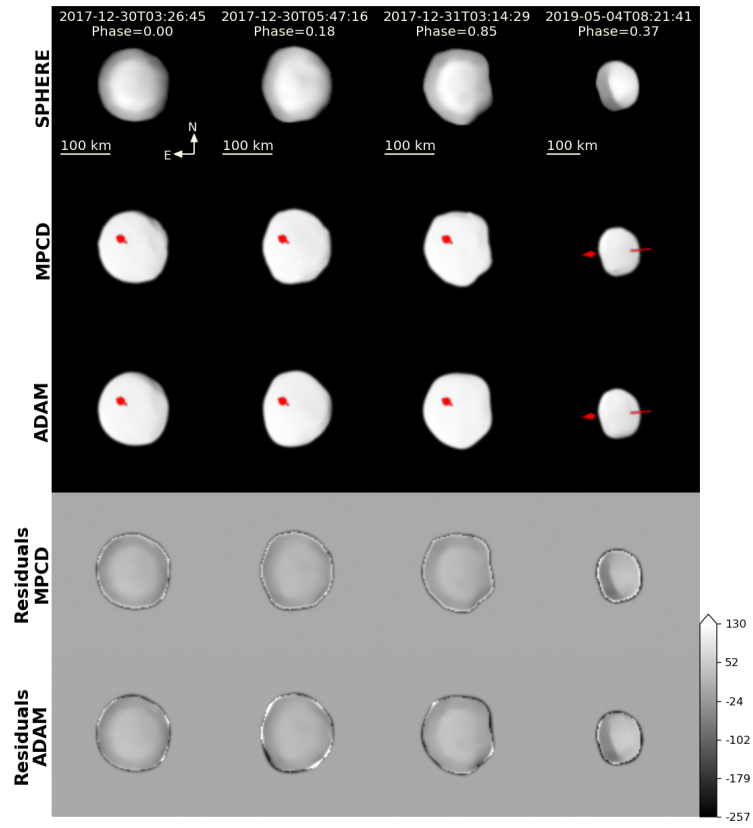 2017-12-30T03:26:45 2017-12-30T05:47:16 2017-12-31T03:14:29 2019-05-04T08:21:41
Phase=0.00 Phase=0.18 Phase=0.85 Phase=0.37
SPHERE
N
E
100 km 100 km 100 km 100 km
MPCD
ADAM
Residuals
MPCD
Residuals
ADAM
130
52
-24
-102
-179
-257